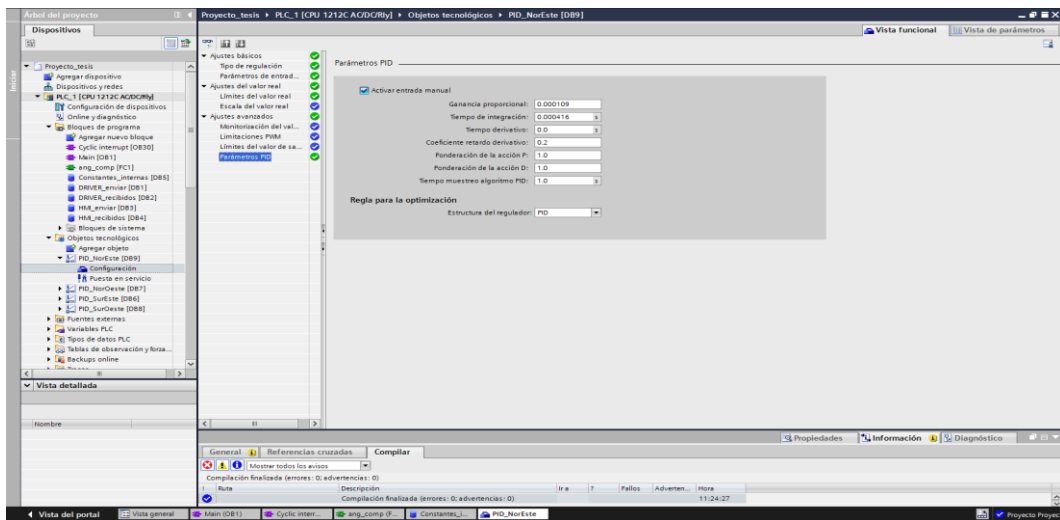 Árbol del proyecto
Proyecto_tesis ▸ PLC_1 [CPU 1212C AC/DC/Rly] ▸ Objetos tecnológicos ▸ PID_NorEste [DB9]
Dispositivos
Vista funcional
Vista de parámetros
Iniciar
Proyecto_tesis
Agregar dispositivo
Dispositivos y redes
PLC_1 [CPU 1212C AC/DC/Rly]
Configuración de dispositivos
Online y diagnóstico
Bloques de programa
Agregar nuevo bloque
Cyclic interrupt [OB30]
Main [OB1]
ang_comp [FC1]
Constantes_internas [DB5]
DRIVER_enviar [DB1]
DRIVER_recibidos [DB2]
HMI_enviar [DB3]
HMI_recibidos [DB4]
Bloques de sistema
Objetos tecnológicos
Agregar objeto
PID_NorEste [DB9]
Configuración
Puesta en servicio
PID_NorOeste [DB7]
PID_SurEste [DB6]
PID_SurOeste [DB8]
Fuentes externas
Variables PLC
Tipos de datos PLC
Tablas de observación y forza...
Backups online
Vista detallada
Nombre
Ajustes básicos
Tipo de regulación
Parámetros de entrad...
Ajustes del valor real
Límites del valor real
Escala del valor real
Ajustes avanzados
Monitorización del val...
Limitaciones PWM
Límites del valor de sa...
Parámetros PID
Parámetros PID
Activar entrada manual
Ganancia proporcional: 0.000109
Tiempo de integración: 0.000416 s
Tiempo derivativo: 0.0 s
Coeficiente retardo derivativo: 0.2
Ponderación de la acción P: 1.0
Ponderación de la acción D: 1.0
Tiempo muestreo algoritmo PID: 1.0 s
Regla para la optimización
Estructura del regulador: PID
Propiedades
Información
Diagnóstico
General
Referencias cruzadas
Compilar
Mostrar todos los avisos
Compilación finalizada (errores: 0; advertencias: 0)
! Ruta Descripción Ir a ? Fallos Adverten... Hora
Compilación finalizada (errores: 0; advertencias: 0) 11:24:27
Vista del portal
Vista general
Main (OB1)
Cyclic interr...
ang_comp (F...
Constantes_i...
PID_NorEste
Proyecto Proyec